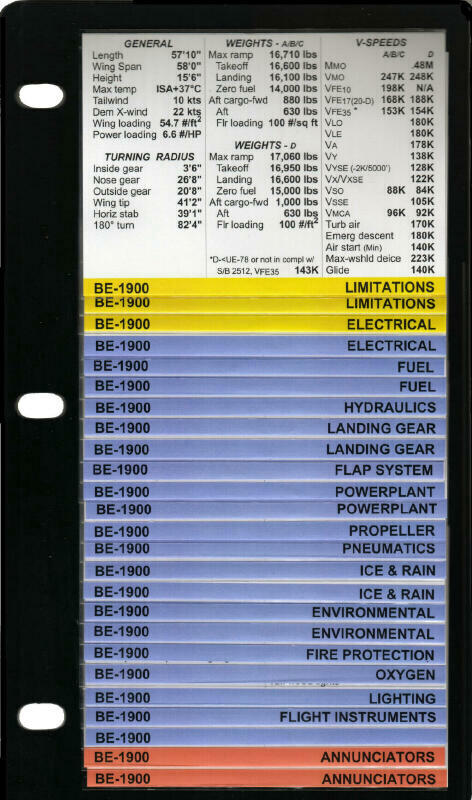 GENERAL
Length 57'10"
Wing Span 58'0"
Height 15'6"
Max temp ISA+37°C
Tailwind 10 kts
Dem X-wind 22 kts
Wing loading 54.7 #/ft2
Power loading 6.6 #/HP
TURNING RADIUS
Inside gear 3'6"
Nose gear 26'8"
Outside gear 20'8"
Wing tip 41'2"
Horiz stab 39'1"
180° turn 82'4"
WEIGHTS - A/B/C
Max ramp 16,710 lbs
Takeoff 16,600 lbs
Landing 16,100 lbs
Zero fuel 14,000 lbs
Aft cargo-fwd 880 lbs
Aft 630 lbs
Flr loading 100 #/sq ft
WEIGHTS - D
Max ramp 17,060 lbs
Takeoff 16,950 lbs
Landing 16,600 lbs
Zero fuel 15,000 lbs
Aft cargo-fwd 1,000 lbs
Aft 630 lbs
Flr loading 100 #/ft2
*D-<UE-78 or not in compl w/
S/B 2512, VFE35 143K
V-SPEEDS
A/B/C D
MMO .48M
VMO 247K 248K
VFE10 198K N/A
VFE17(20-D) 168K 188K
VFE35 * 153K 154K
VLO 180K
VLE 180K
VA 178K
VY 138K
VYSE (-2K/5000') 128K
VX/VXSE 122K
VSO 88K 84K
VSSE 105K
VMCA 96K 92K
Turb air 170K
Emerg descent 180K
Air start (Min) 140K
Max-wshld deice 223K
Glide 140K
BE-1900 LIMITATIONS
BE-1900 LIMITATIONS
BE-1900 ELECTRICAL
BE-1900 ELECTRICAL
BE-1900 FUEL
BE-1900 FUEL
BE-1900 HYDRAULICS
BE-1900 LANDING GEAR
BE-1900 LANDING GEAR
BE-1900 FLAP SYSTEM
BE-1900 POWERPLANT
BE-1900 POWERPLANT
BE-1900 PROPELLER
BE-1900 PNEUMATICS
BE-1900 ICE & RAIN
BE-1900 ICE & RAIN
BE-1900 ENVIRONMENTAL
BE-1900 ENVIRONMENTAL
BE-1900 FIRE PROTECTION
BE-1900 OXYGEN
BE-1900 LIGHTING
BE-1900 FLIGHT INSTRUMENTS
BE-1900
BE-1900 ANNUNCIATORS
BE-1900 ANNUNCIATORS